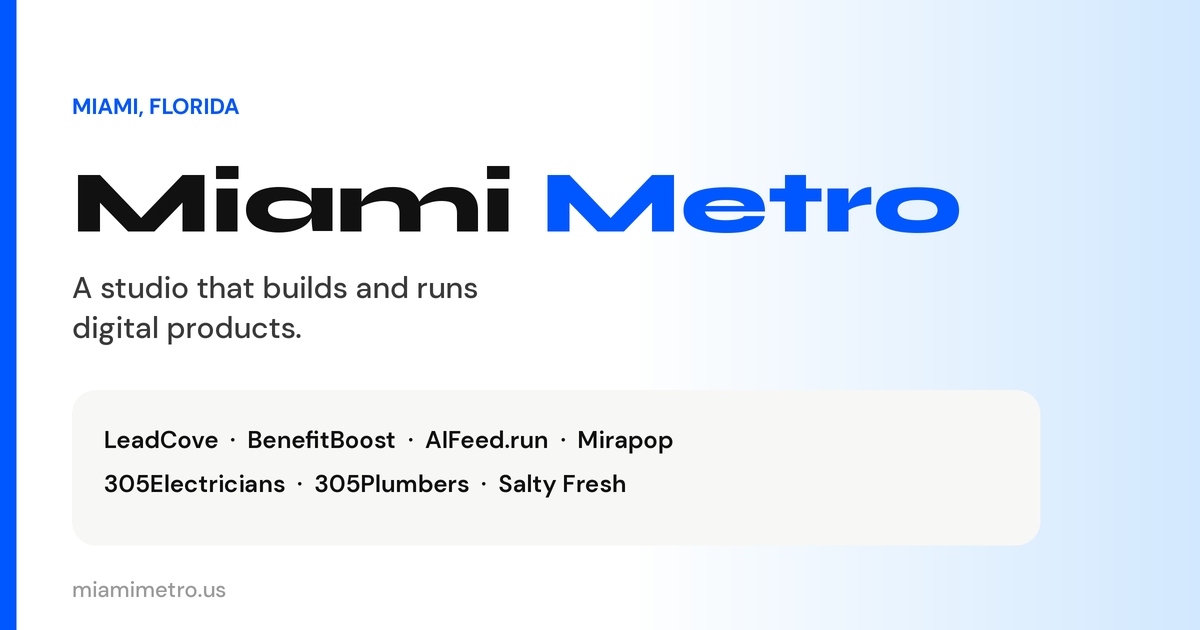 MIAMI, FLORIDA
Miami Metro
A studio that builds and runs
digital products.
LeadCove · BenefitBoost · AIFeed.run · Mirapop
305Electricians · 305Plumbers · Salty Fresh
miamimetro.us